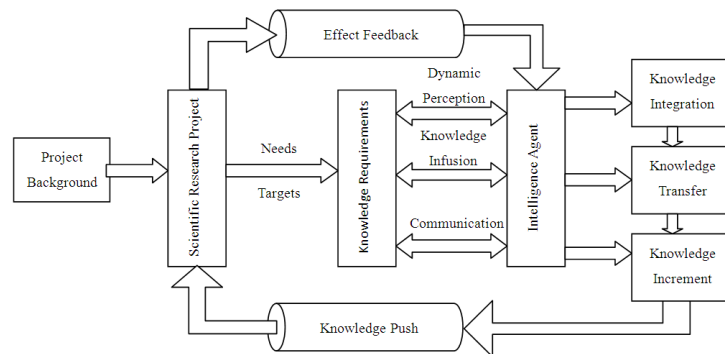 Effect Feedback
Project
Background
Scientific Research Project
Needs
Targets
Knowledge Requirements
Dynamic
Perception
Knowledge
Infusion
Communication
Intelligence Agent
Knowledge
Integration
Knowledge
Transfer
Knowledge
Increment
Knowledge Push